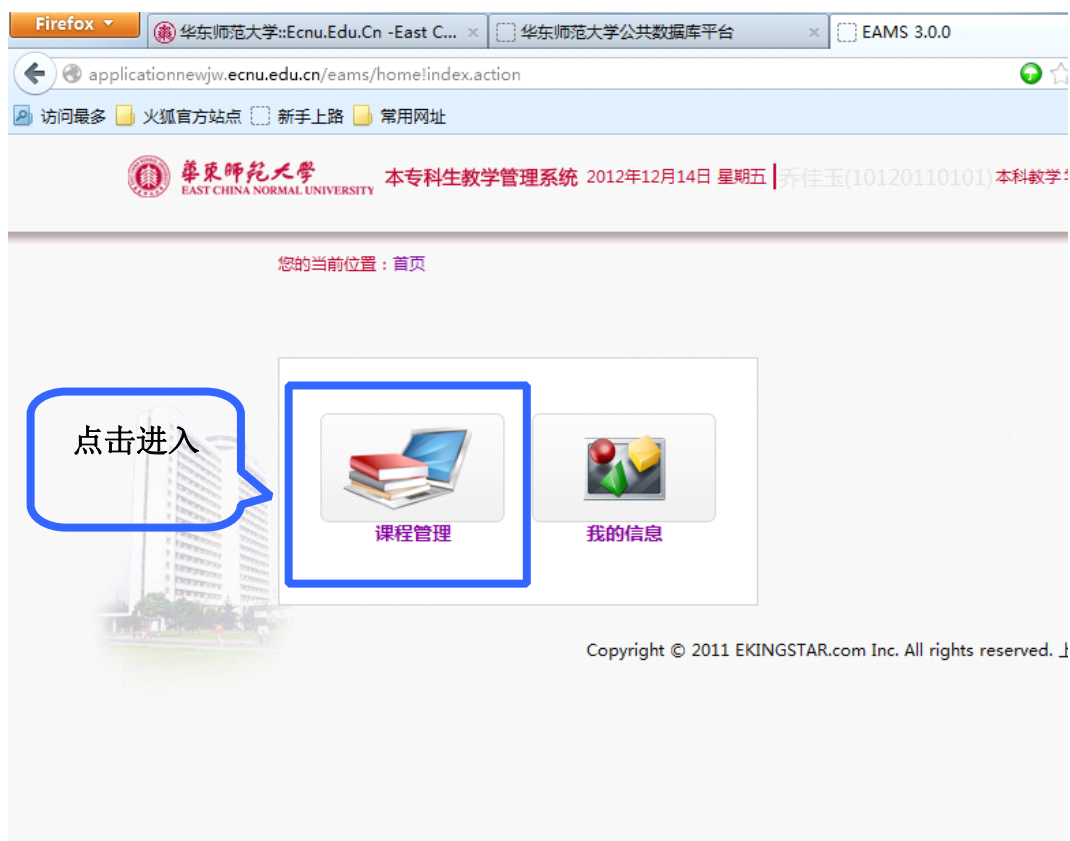 Firefox
华东师范大学::Ecnu.Edu.Cn -East C... ×
华东师范大学公共数据库平台 ×
EAMS 3.0.0
applicationnewjw.ecnu.edu.cn/eams/home!index.action
访问最多 火狐官方站点 新手上路 常用网址
華東師范大學
EAST CHINA NORMAL UNIVERSITY
本专科生教学管理系统 2012年12月14日 星期五 乔佳玉(10120110101) 本科教学
您的当前位置：首页
点击进入
课程管理 我的信息
Copyright © 2011 EKINGSTAR.com Inc. All rights reserved. 上